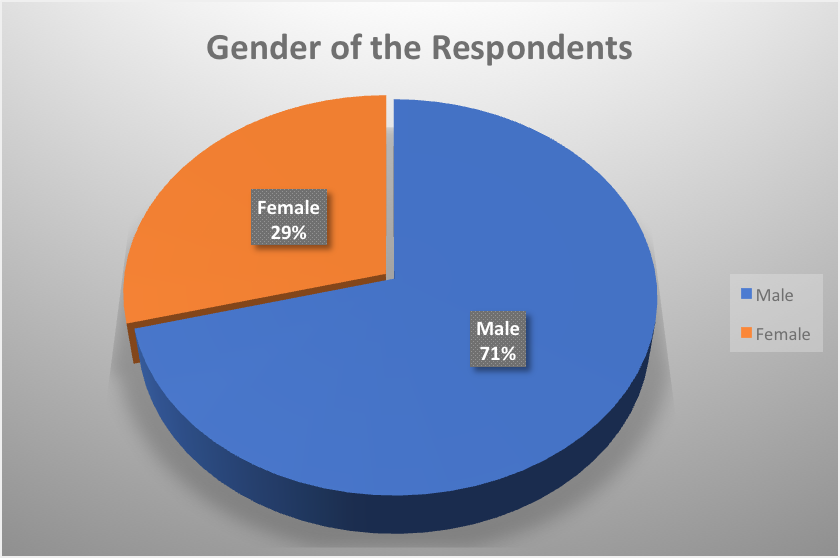 Gender of the Respondents
Female
29%
Male
71%
Male
Female